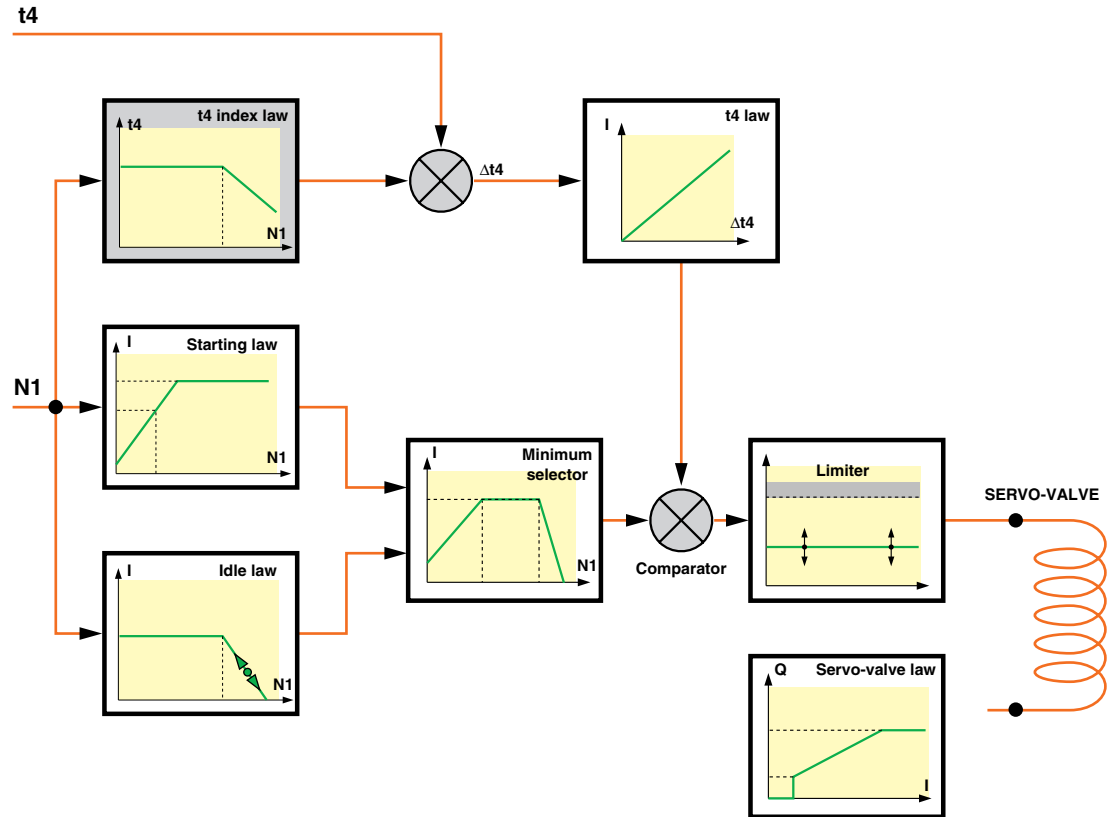 t4
t4 index law
t4
N1
Δt4
t4 law
I
Δt4
N1
Starting law
I
N1
Minimum
selector
I
N1
Comparator
Limiter
SERVO-VALVE
Idle law
I
N1
Servo-valve law
Q
I